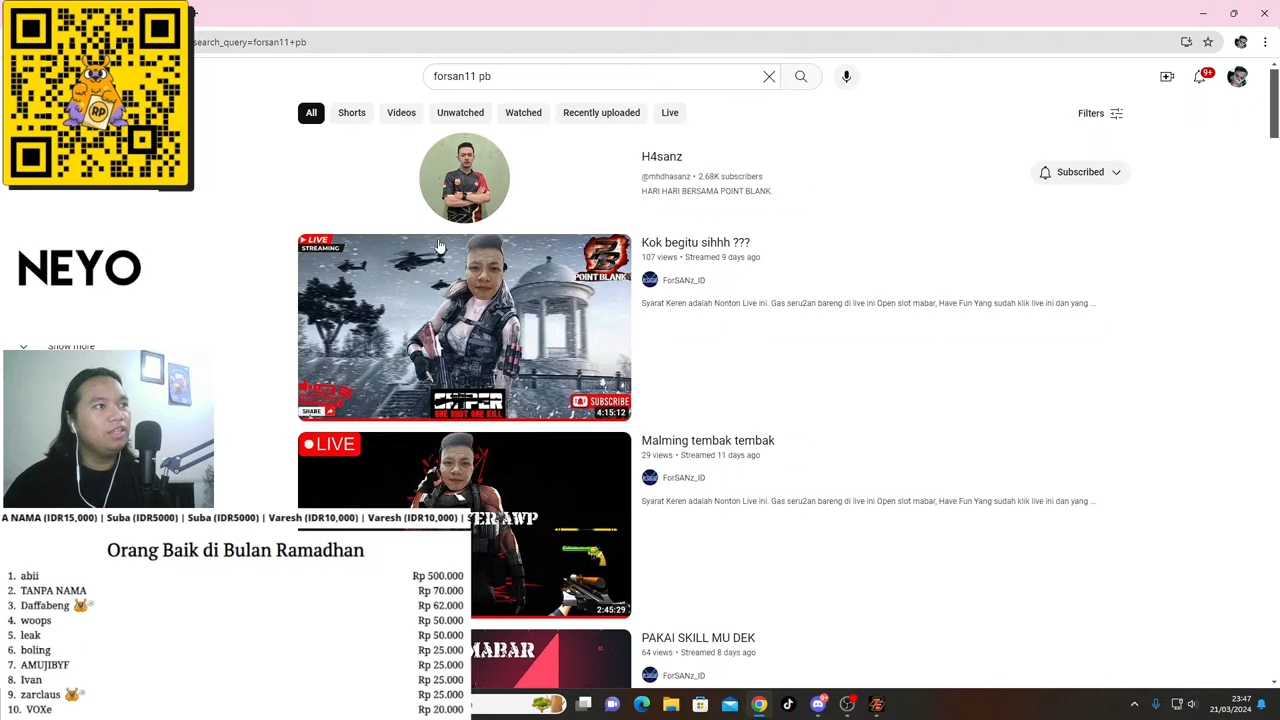 search_query=forsan11+pb
RP
forsan11 pb
9+
All
Shorts
Videos
Unwatched
Watched
Recently uploaded
Live
Filters
H4sanz
@mhdhasanz • 2.68K subscribers
HARI HARI BERSAMA POINT BLANK.
Subscribed
NEYO
LIVE
STREAMING
POINT BLANK
SHARE
SNIPER
ONE SHOT ONE KILL
SUBSCRIBE
4:15:12
Kok begitu sihhh ???
107 views • Streamed 9 days ago
ForSANz_ID
Syarat Keren adalah Nonton Live ini. Gas seru2an bareng di live ini Open slot mabar, Have Fun Yang sudah klik live ini dan yang ...
Show more
LIVE
ER AWP
2:45:29
Malming tembak tembak
29 views • Streamed 11 days ago
ForSANz_ID
Syarat Keren adalah Nonton Live ini. Gas seru2an bareng di live ini Open slot mabar, Have Fun Yang sudah klik live ini dan yang ...
MABAR
PAKAI SKILL MU DEK
64 views • Streamed 8 days ago
ForSANz_ID
A NAMA (IDR15,000) | Suba (IDR5000) | Suba (IDR5000) | Varesh (IDR10,000) | Varesh (IDR10,000) |
Orang Baik di Bulan Ramadhan
1. abii Rp 500.000
2. TANPA NAMA Rp 70.000
3. Daffabeng Rp 62.000
4. woops Rp 50.000
5. leak Rp 50.000
6. boling Rp 25.000
7. AMUJIBYF Rp 25.000
8. Ivan Rp 25.000
9. zarclaus Rp 25.000
10. VOXe Rp 20.000
23:47
21/03/2024